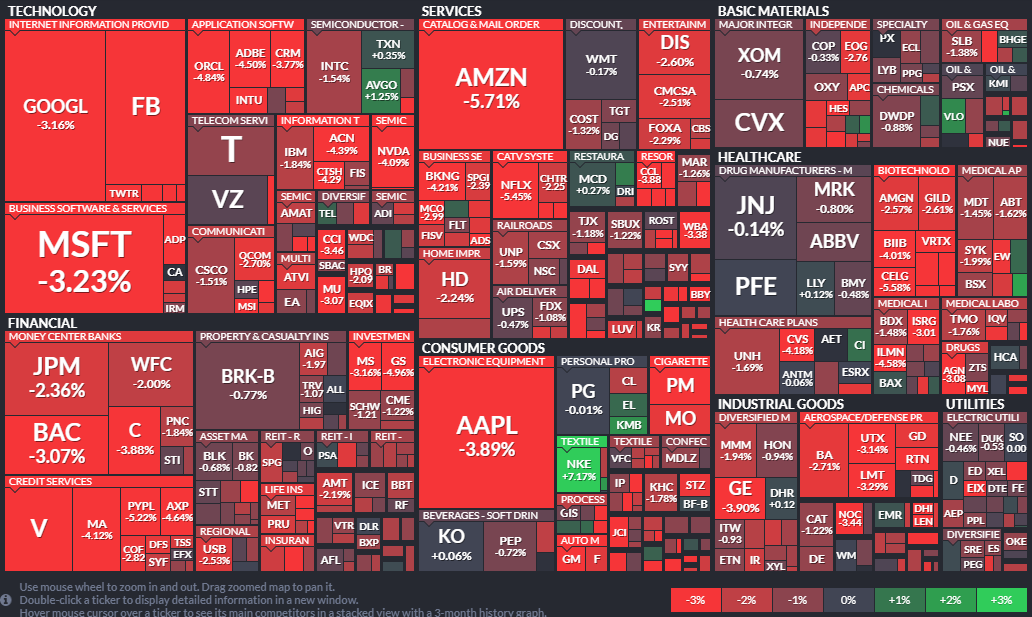 TECHNOLOGY
INTERNET INFORMATION PROVID
GOOGL
-3.16%
FB
TWTR
APPLICATION SOFTW
ORCL
-4.84%
ADBE
-4.50%
CRM
-3.77%
INTU
SEMICONDUCTOR -
INTC
-1.54%
TXN
+0.35%
AVGO
+1.25%
TELECOM SERVI
T
VZ
INFORMATION T
IBM
-1.84%
ACN
-4.39%
CTSH
-4.29
FIS
SEMIC
NVDA
-4.09%
BUSINESS SOFTWARE & SERVICES
MSFT
-3.23%
ADP
CA
IRM
COMMUNICATI
CSCO
-1.51%
QCOM
-2.70%
HPE
MSI
SEMIC
AMAT
DIVERSIF
TEL
SEMIC
ADI
MULTI
ATVI
EA
CCI
-3.46
SBAC
WDC
MU
-3.07
HPQ
-2.09
BR
EQIX
FINANCIAL
MONEY CENTER BANKS
JPM
-2.36%
WFC
-2.00%
BAC
-3.07%
C
-3.88%
PNC
-1.84%
STI
CREDIT SERVICES
V
MA
-4.12%
PYPL
-5.22%
AXP
-4.64%
COF
-2.82
DFS
SYF
TSS
EFX
PROPERTY & CASUALTY INS
BRK-B
-0.77%
AIG
-1.97
TRV
-1.07
ALL
HIG
INVESTMEN
MS
-3.16%
GS
-4.96%
SCHW
-1.21
CME
-1.22%
ASSET MA
BLK
-0.68%
BK
-0.82
STT
REGIONAL
USB
-2.53%
REIT - R
SPG
O
LIFE INS
MET
PRU
INSURAN
REIT - I
PSA
REIT -
AMT
-2.19%
ICE
BBT
RF
VTR
DLR
BXP
AFL
SERVICES
CATALOG & MAIL ORDER
AMZN
-5.71%
DISCOUNT,
WMT
-0.17%
COST
-1.32%
TGT
DG
ENTERTAINM
DIS
-2.60%
CMCSA
-2.51%
FOXA
-2.29%
CBS
BUSINESS SE
BKNG
-4.21%
SPGI
-2.39
MCO
-2.99
FISV
FLT
ADS
CATV SYSTE
NFLX
-5.45%
CHTR
-2.25
RESTAURA
MCD
+0.27%
DRI
RESOR
CCL
-3.88
MAR
-1.26%
RAILROADS
UNP
-1.59%
CSX
NSC
HOME IMPR
HD
-2.24%
AIR DELIVER
UPS
-0.47%
FDX
-1.08%
TJX
-1.18%
SBUX
-1.22%
ROST
WBA
-3.38
DAL
SYY
BBY
LUV
KR
CONSUMER GOODS
ELECTRONIC EQUIPMENT
AAPL
-3.89%
PERSONAL PRO
PG
-0.01%
CL
EL
KMB
CIGARETTE
PM
MO
TEXTILE
NKE
+7.17%
TEXTILE
VFC
CONFEC
MDLZ
PROCESS
GIS
IP
KHC
-1.78%
STZ
BF-B
BEVERAGES - SOFT DRIN
KO
+0.06%
PEP
-0.72%
AUTO M
GM
F
JCI
BASIC MATERIALS
MAJOR INTEGR
XOM
-0.74%
CVX
INDEPENDE
COP
-0.33%
EOG
-2.76
OXY
APC
HES
SPECIALTY
PX
ECL
LYB
PPG
CHEMICALS
DWDP
-0.88%
OIL & GAS EQ
SLB
-1.38%
BHGE
OIL &
PSX
VLO
OIL &
KMI
NUE
HEALTHCARE
DRUG MANUFACTURERS - M
JNJ
-0.14%
MRK
-0.80%
ABBV
PFE
LLY
+0.12%
BMY
-0.48%
BIOTECHNOLO
AMGN
-2.57%
GILD
-2.61%
BIIB
-4.01%
VRTX
CELG
-5.58%
MEDICAL AP
MDT
-1.45%
ABT
-1.62%
SYK
-1.99%
EW
BSX
HEALTH CARE PLANS
UNH
-1.69%
CVS
-4.18%
AET
CI
ANTM
-0.06%
ESRX
MEDICAL I
BDX
-1.48%
ISRG
-3.01
ILMN
-4.58%
BAX
MEDICAL LABO
TMO
-1.76%
IQV
DRUGS
AGN
-3.08
ZTS
MYL
HCA
INDUSTRIAL GOODS
DIVERSIFIED M
MMM
-1.94%
HON
-0.94%
GE
-3.90%
DHR
+0.12
ITW
-0.93
ETN
IR
XYL
AEROSPACE/DEFENSE PR
BA
-2.71%
UTX
-3.14%
LMT
-3.29%
GD
RTN
TDG
CAT
-1.22%
NOC
-3.44
EMR
DHI
LEN
DE
WM
UTILITIES
ELECTRIC UTILI
NEE
-0.46%
DUK
-0.53
SO
0.00
D
ED
XEL
EIX
DTE
FE
AEP
PPL
DIVERSIFIE
SRE
ES
PEG
OKE
Use mouse wheel to zoom in and out. Drag zoomed map to pan it.
Double-click a ticker to display detailed information in a new window.
Hover mouse cursor over a ticker to see its main competitors in a stacked view with a 3-month history graph.
-3%
-2%
-1%
0%
+1%
+2%
+3%